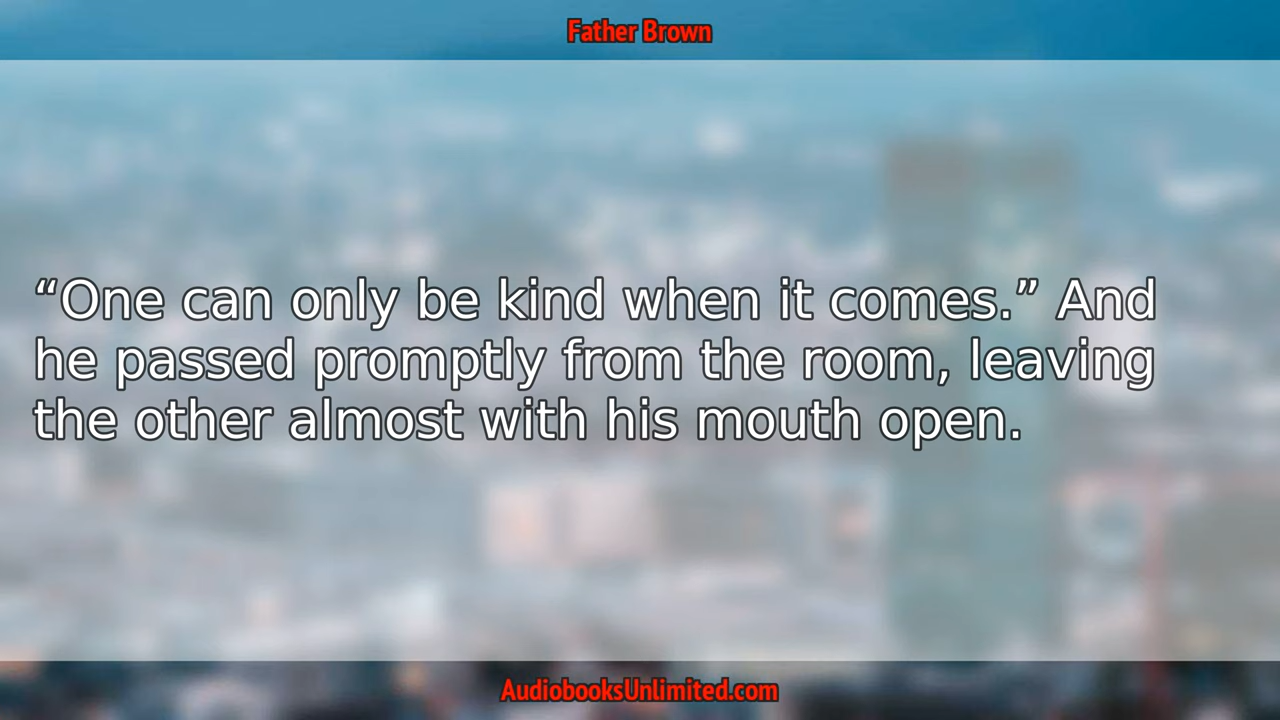 Father Brown
“One can only be kind when it comes.” And
he passed promptly from the room, leaving
the other almost with his mouth open.
AudiobooksUnlimited.com